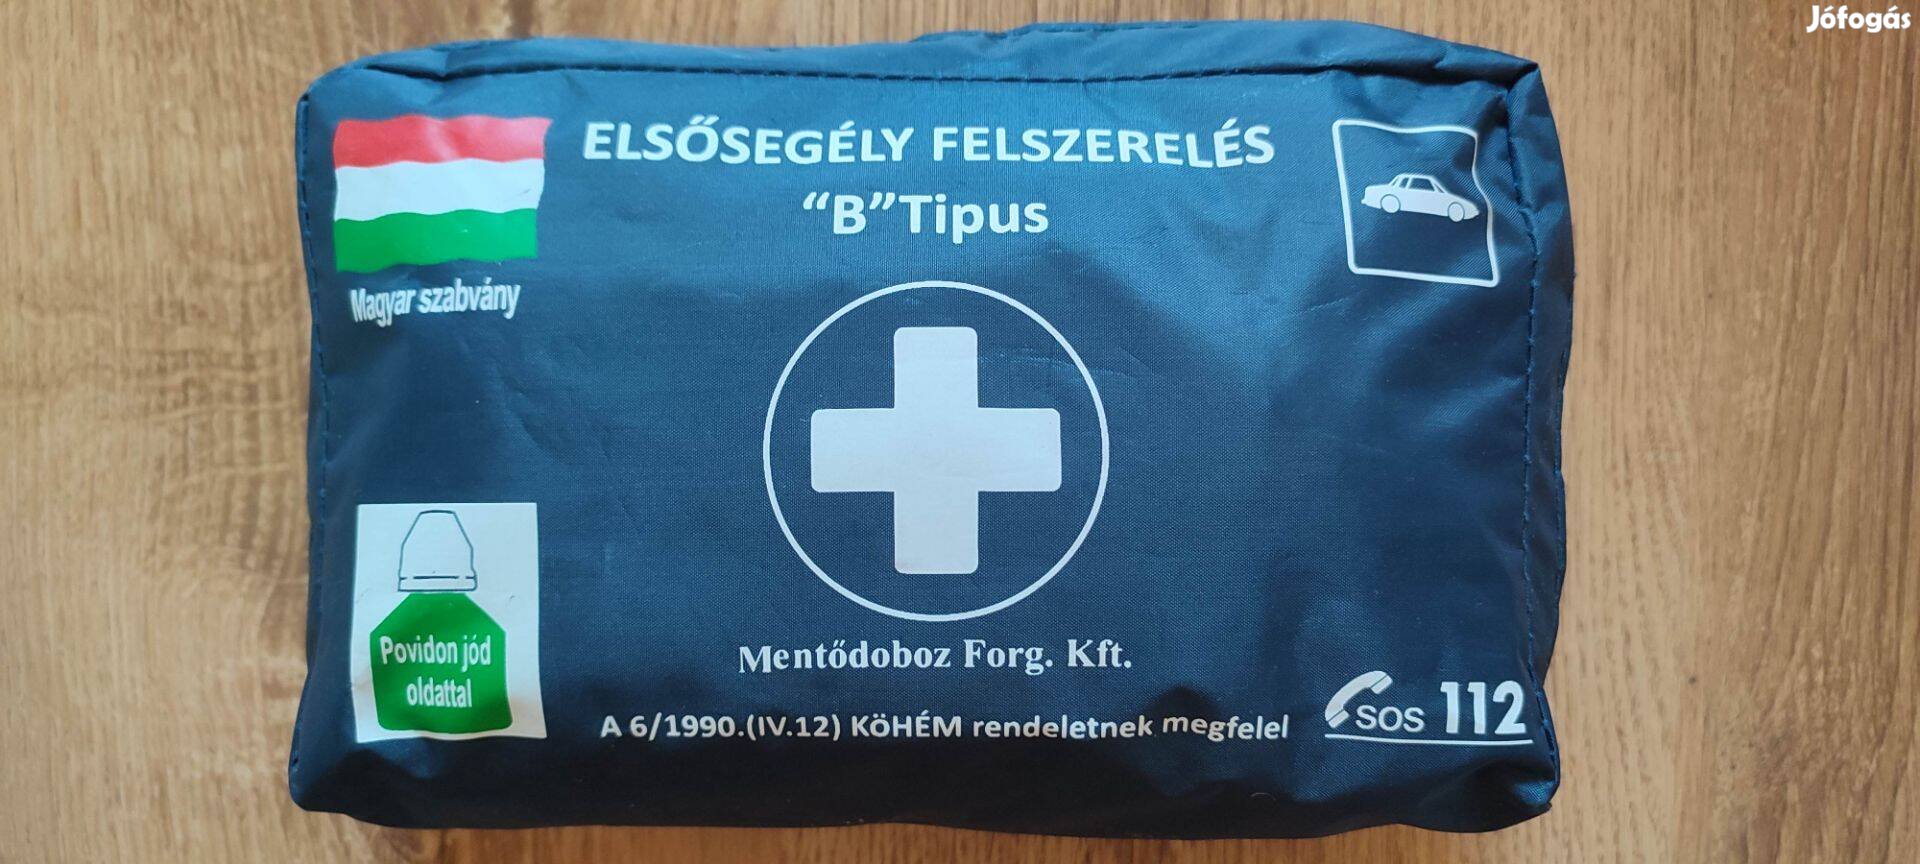 Jófogás
ELSŐSEGÉLY FELSZERELÉS
“B”Tipus
Magyar szabvány
Povidon jód
oldattal
Mentődoboz Forg. Kft.
A 6/1990.(IV.12) KÖHÉM rendeletnek megfelel
SOS 112